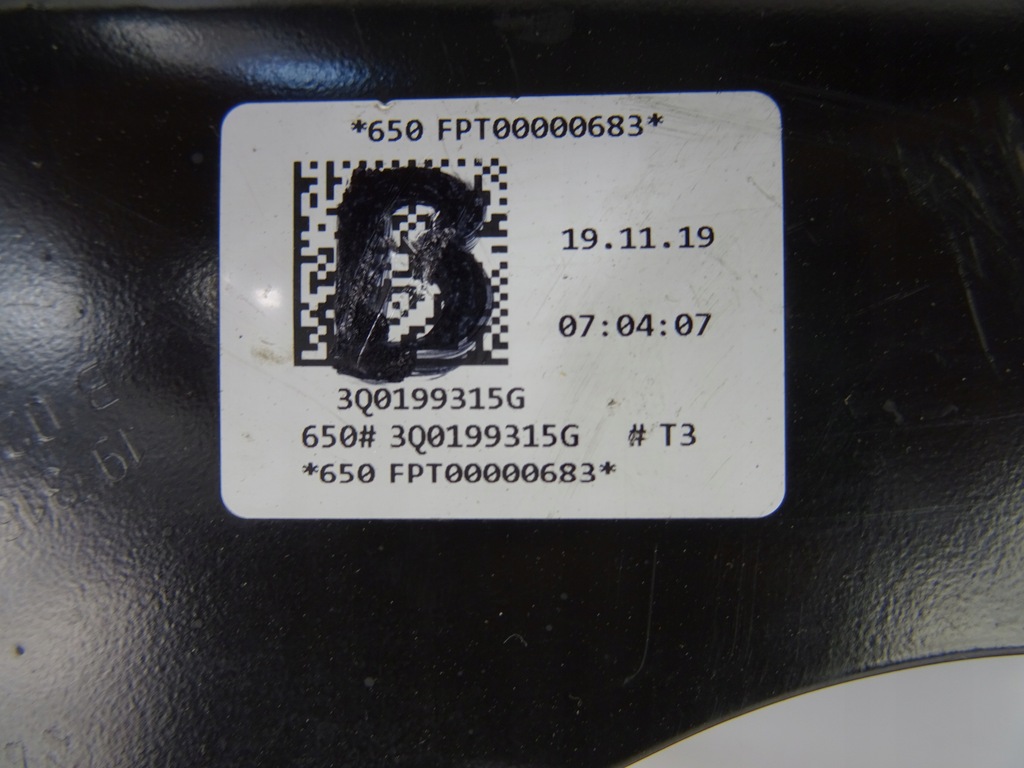 *650 FPT00000683*
B
19.11.19
07:04:07
3Q0199315G
650# 3Q0199315G # T3
*650 FPT00000683*